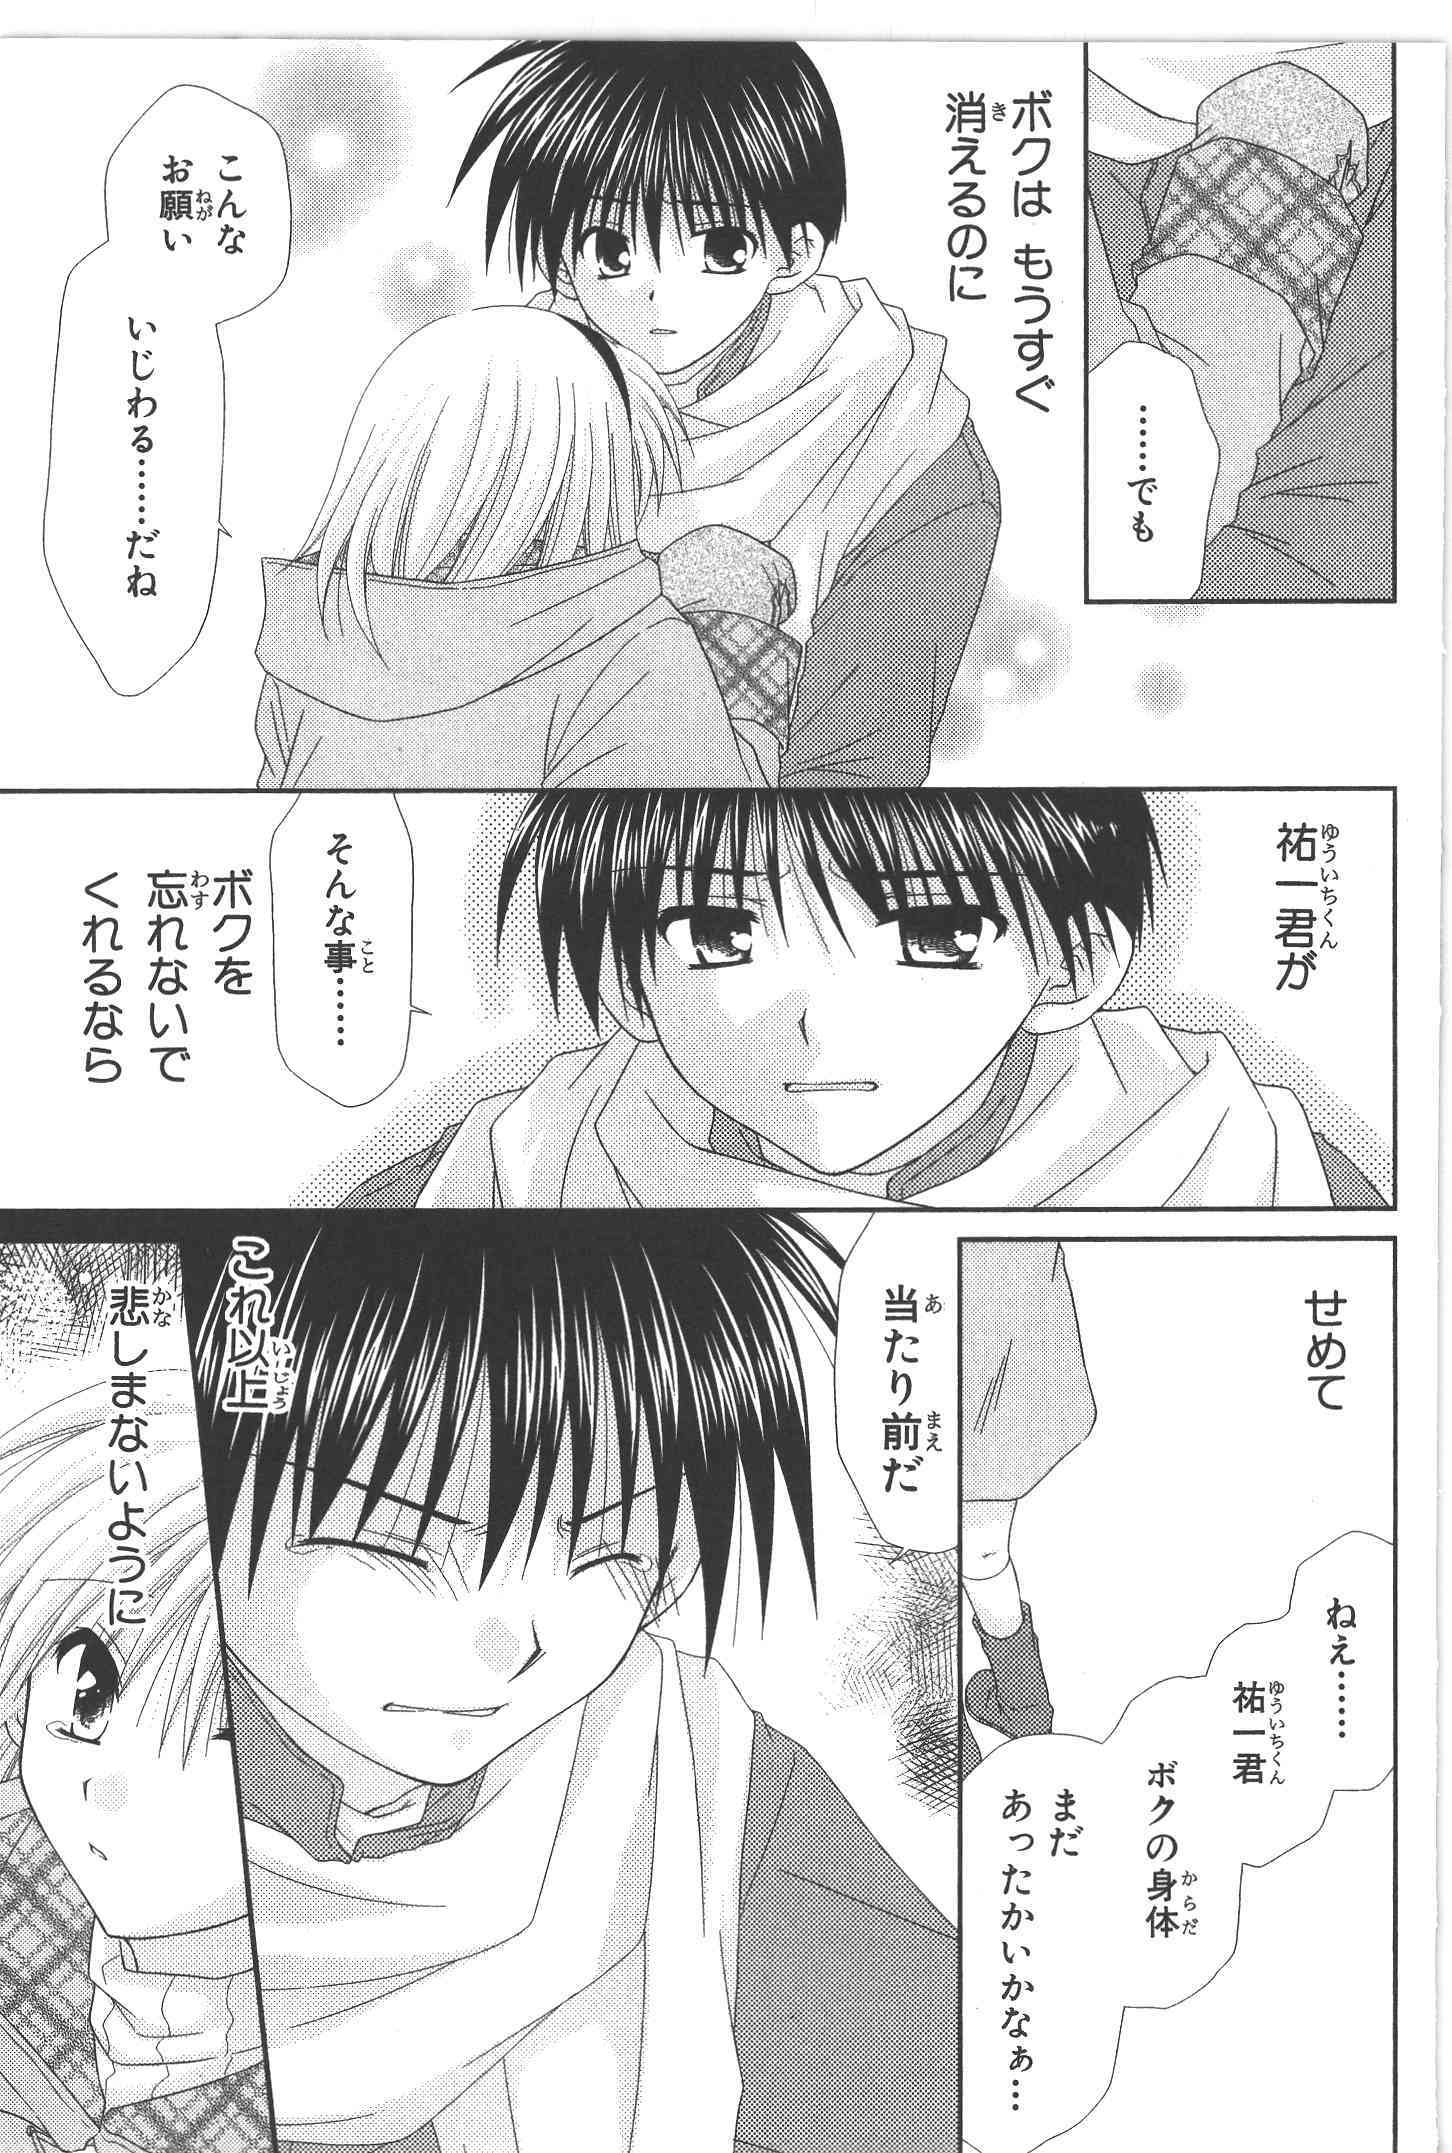 ……でも
ボクは もうすぐ
消えるのに
こんな
お願い
いじわる……だね
祐一君が
そんな事………
ボクを
忘れないで
くれるなら
せめて
ねえ……
祐一君
ボクの身体
まだ
あったかいかなぁ…
当たり前だ
これ以上
悲しまないように